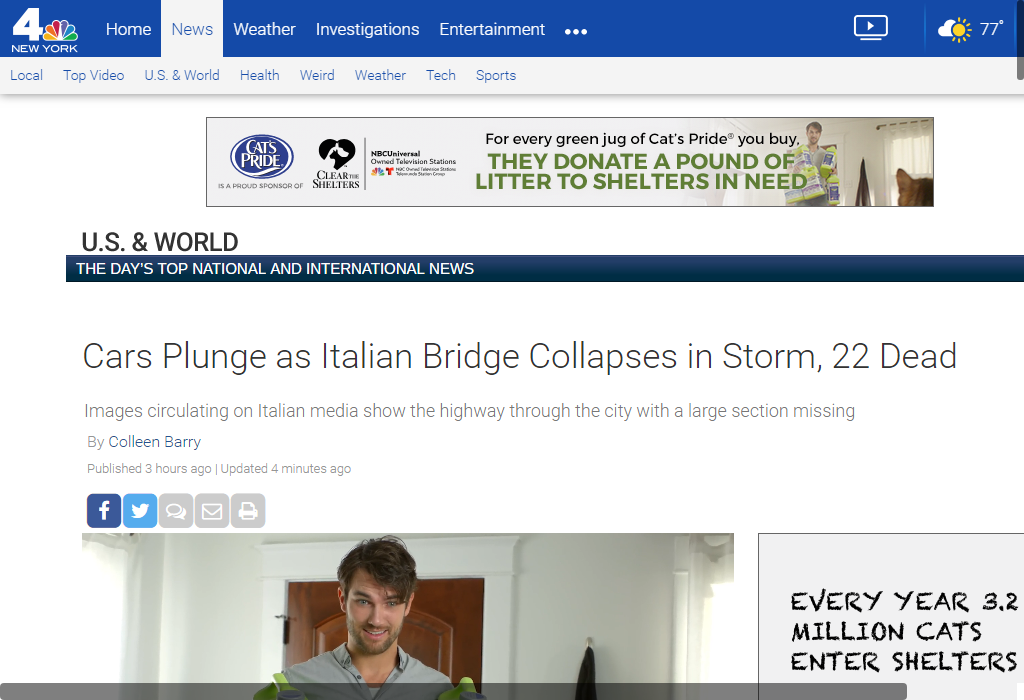 4
NEW YORK
Home News Weather Investigations Entertainment ••• 77°
Local Top Video U.S. & World Health Weird Weather Tech Sports
CAT'S PRIDE
IS A PROUD SPONSOR OF
CLEAR THE SHELTERS
NBCUniversal
Owned Television Stations
NBC Owned Television Stations
Telemundo Station Group
For every green jug of Cat's Pride® you buy,
THEY DONATE A POUND OF
LITTER TO SHELTERS IN NEED
U.S. & WORLD
THE DAY'S TOP NATIONAL AND INTERNATIONAL NEWS
Cars Plunge as Italian Bridge Collapses in Storm, 22 Dead
Images circulating on Italian media show the highway through the city with a large section missing
By Colleen Barry
Published 3 hours ago | Updated 4 minutes ago
EVERY YEAR 3.2
MILLION CATS
ENTER SHELTERS